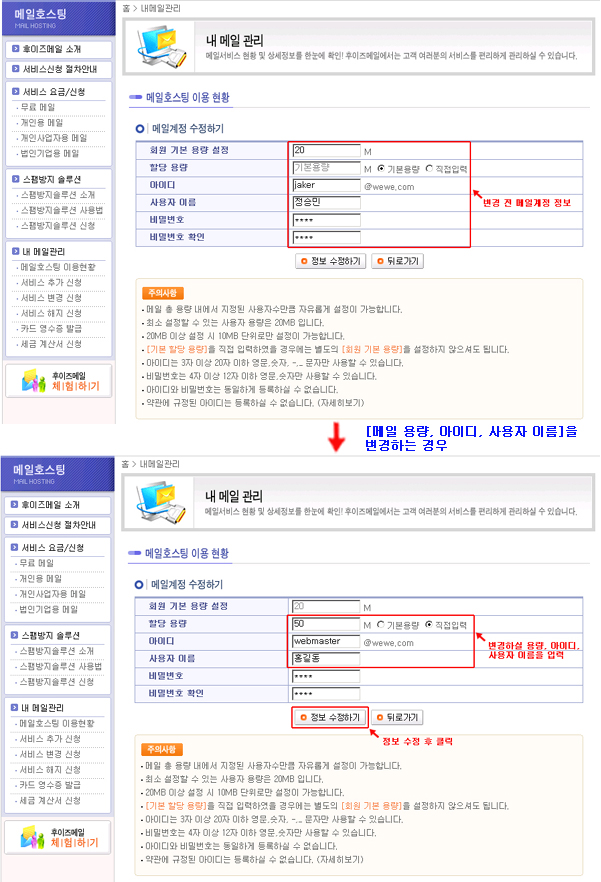 메일호스팅
MAIL HOSTING
후이즈메일 소개
서비스신청 절차안내
서비스 요금/신청
· 무료 메일
· 개인용 메일
· 개인사업자용 메일
· 법인기업용 메일
스팸방지 솔루션
· 스팸방지솔루션 소개
· 스팸방지솔루션 사용법
· 스팸방지솔루션 신청
내 메일관리
· 메일호스팅 이용현황
· 서비스 추가 신청
· 서비스 변경 신청
· 서비스 해지 신청
· 카드 영수증 발급
· 세금 계산서 신청
후이즈메일
체|험|하|기
홈 > 내메일관리
내 메일 관리
메일서비스 현황 및 상세정보를 한눈에 확인! 후이즈메일에서는 고객 여러분의 서비스를 편리하게 관리하실 수 있습니다.
메일호스팅 이용 현황
메일계정 수정하기
회원 기본 용량 설정 20 M
할당 용량 기본용량 M 기본용량 직접입력
아이디 jaker @wewe.com
사용자 이름 정승민
비밀번호 ****
비밀번호 확인 ****
변경 전 메일계정 정보
정보 수정하기 뒤로가기
주의사항
· 메일 총 용량 내에서 지정된 사용자수만큼 자유롭게 설정이 가능합니다.
· 최소 설정할 수 있는 사용자 용량은 20MB 입니다.
· 20MB 이상 설정 시 10MB 단위로만 설정이 가능합니다.
· [기본 할당 용량]을 직접 입력하였을 경우에는 별도의 [회원 기본 용량]을 설정하지 않으셔도 됩니다.
· 아이디는 3자 이상 20자 이하 영문,숫자, -,_ 문자만 사용할 수 있습니다.
· 비밀번호는 4자 이상 12자 이하 영문,숫자만 사용할 수 있습니다.
· 아이디와 비밀번호는 동일하게 등록하실 수 없습니다.
· 약관에 규정된 아이디는 등록하실 수 없습니다. (자세히보기)
[메일 용량, 아이디, 사용자 이름]을
변경하는 경우
메일호스팅
MAIL HOSTING
후이즈메일 소개
서비스신청 절차안내
서비스 요금/신청
· 무료 메일
· 개인용 메일
· 개인사업자용 메일
· 법인기업용 메일
스팸방지 솔루션
· 스팸방지솔루션 소개
· 스팸방지솔루션 사용법
· 스팸방지솔루션 신청
내 메일관리
· 메일호스팅 이용현황
· 서비스 추가 신청
· 서비스 변경 신청
· 서비스 해지 신청
· 카드 영수증 발급
· 세금 계산서 신청
후이즈메일
체|험|하|기
홈 > 내메일관리
내 메일 관리
메일서비스 현황 및 상세정보를 한눈에 확인! 후이즈메일에서는 고객 여러분의 서비스를 편리하게 관리하실 수 있습니다.
메일호스팅 이용 현황
메일계정 수정하기
회원 기본 용량 설정 20 M
할당 용량 50 M 기본용량 직접입력
아이디 webmaster @wewe.com
사용자 이름 홍길동
비밀번호 ****
비밀번호 확인 ****
변경하실 용량, 아이디,
사용자 이름을 입력
정보 수정하기 뒤로가기
정보 수정 후 클릭
주의사항
· 메일 총 용량 내에서 지정된 사용자수만큼 자유롭게 설정이 가능합니다.
· 최소 설정할 수 있는 사용자 용량은 20MB 입니다.
· 20MB 이상 설정 시 10MB 단위로만 설정이 가능합니다.
· [기본 할당 용량]을 직접 입력하였을 경우에는 별도의 [회원 기본 용량]을 설정하지 않으셔도 됩니다.
· 아이디는 3자 이상 20자 이하 영문,숫자, -,_ 문자만 사용할 수 있습니다.
· 비밀번호는 4자 이상 12자 이하 영문,숫자만 사용할 수 있습니다.
· 아이디와 비밀번호는 동일하게 등록하실 수 없습니다.
· 약관에 규정된 아이디는 등록하실 수 없습니다. (자세히보기)